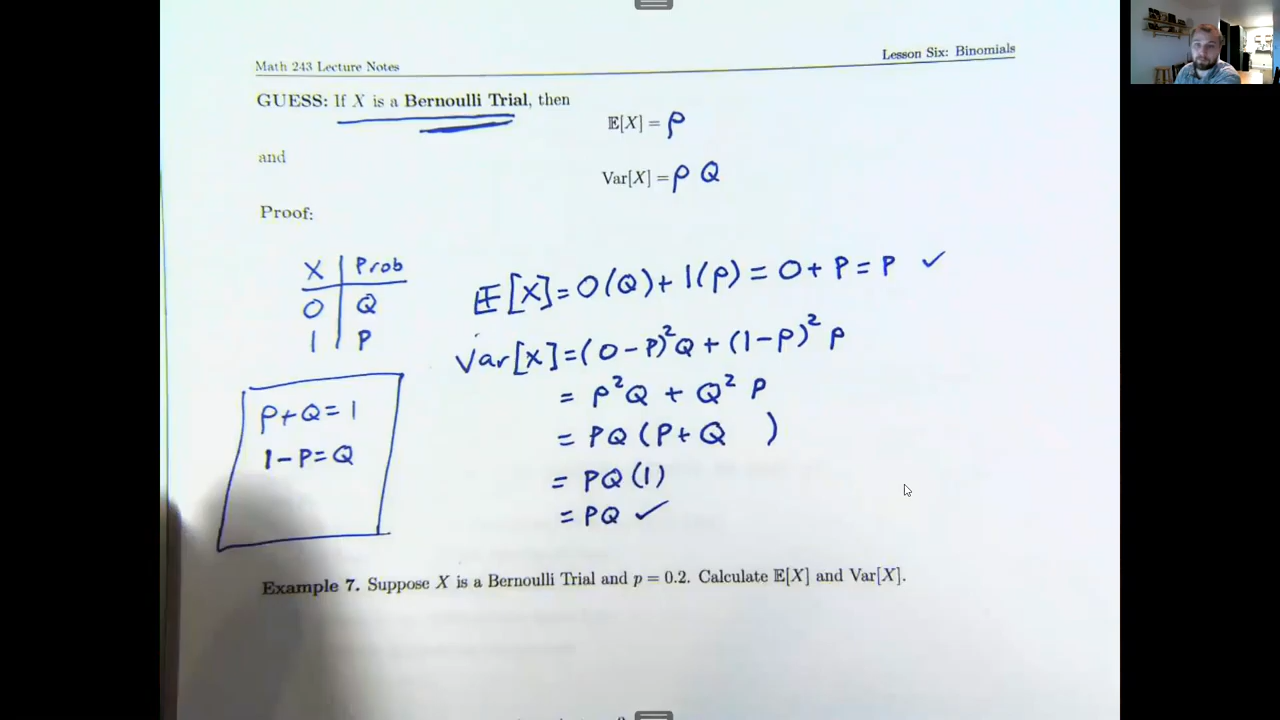 Math 243 Lecture Notes
Lesson Six: Binomials
GUESS: If X is a Bernoulli Trial, then
𝔼[X] = p
and
Var[X] = p Q
Proof:
X | Prob
0 | Q
1 | P
𝔼[X] = 0(Q) + 1(p) = 0 + P = P ✓
Var[X] = (0 - P)²Q + (1 - p)² p
= p²Q + Q² p
= PQ (P + Q )
= PQ (1)
= PQ ✓
p + Q = 1
1 - P = Q
Example 7. Suppose X is a Bernoulli Trial and p = 0.2. Calculate 𝔼[X] and Var[X].